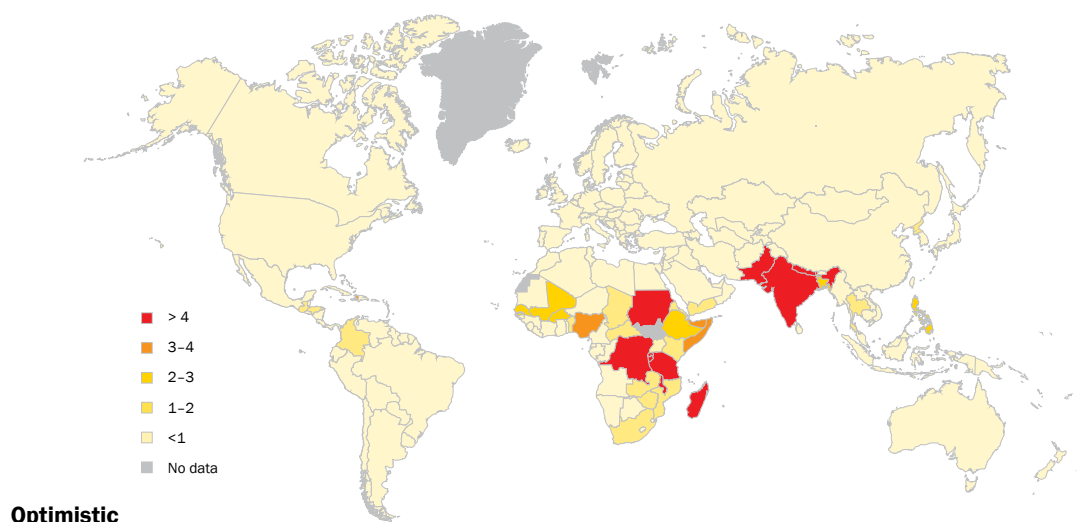 > 4
3–4
2–3
1–2
<1
No data
Optimistic